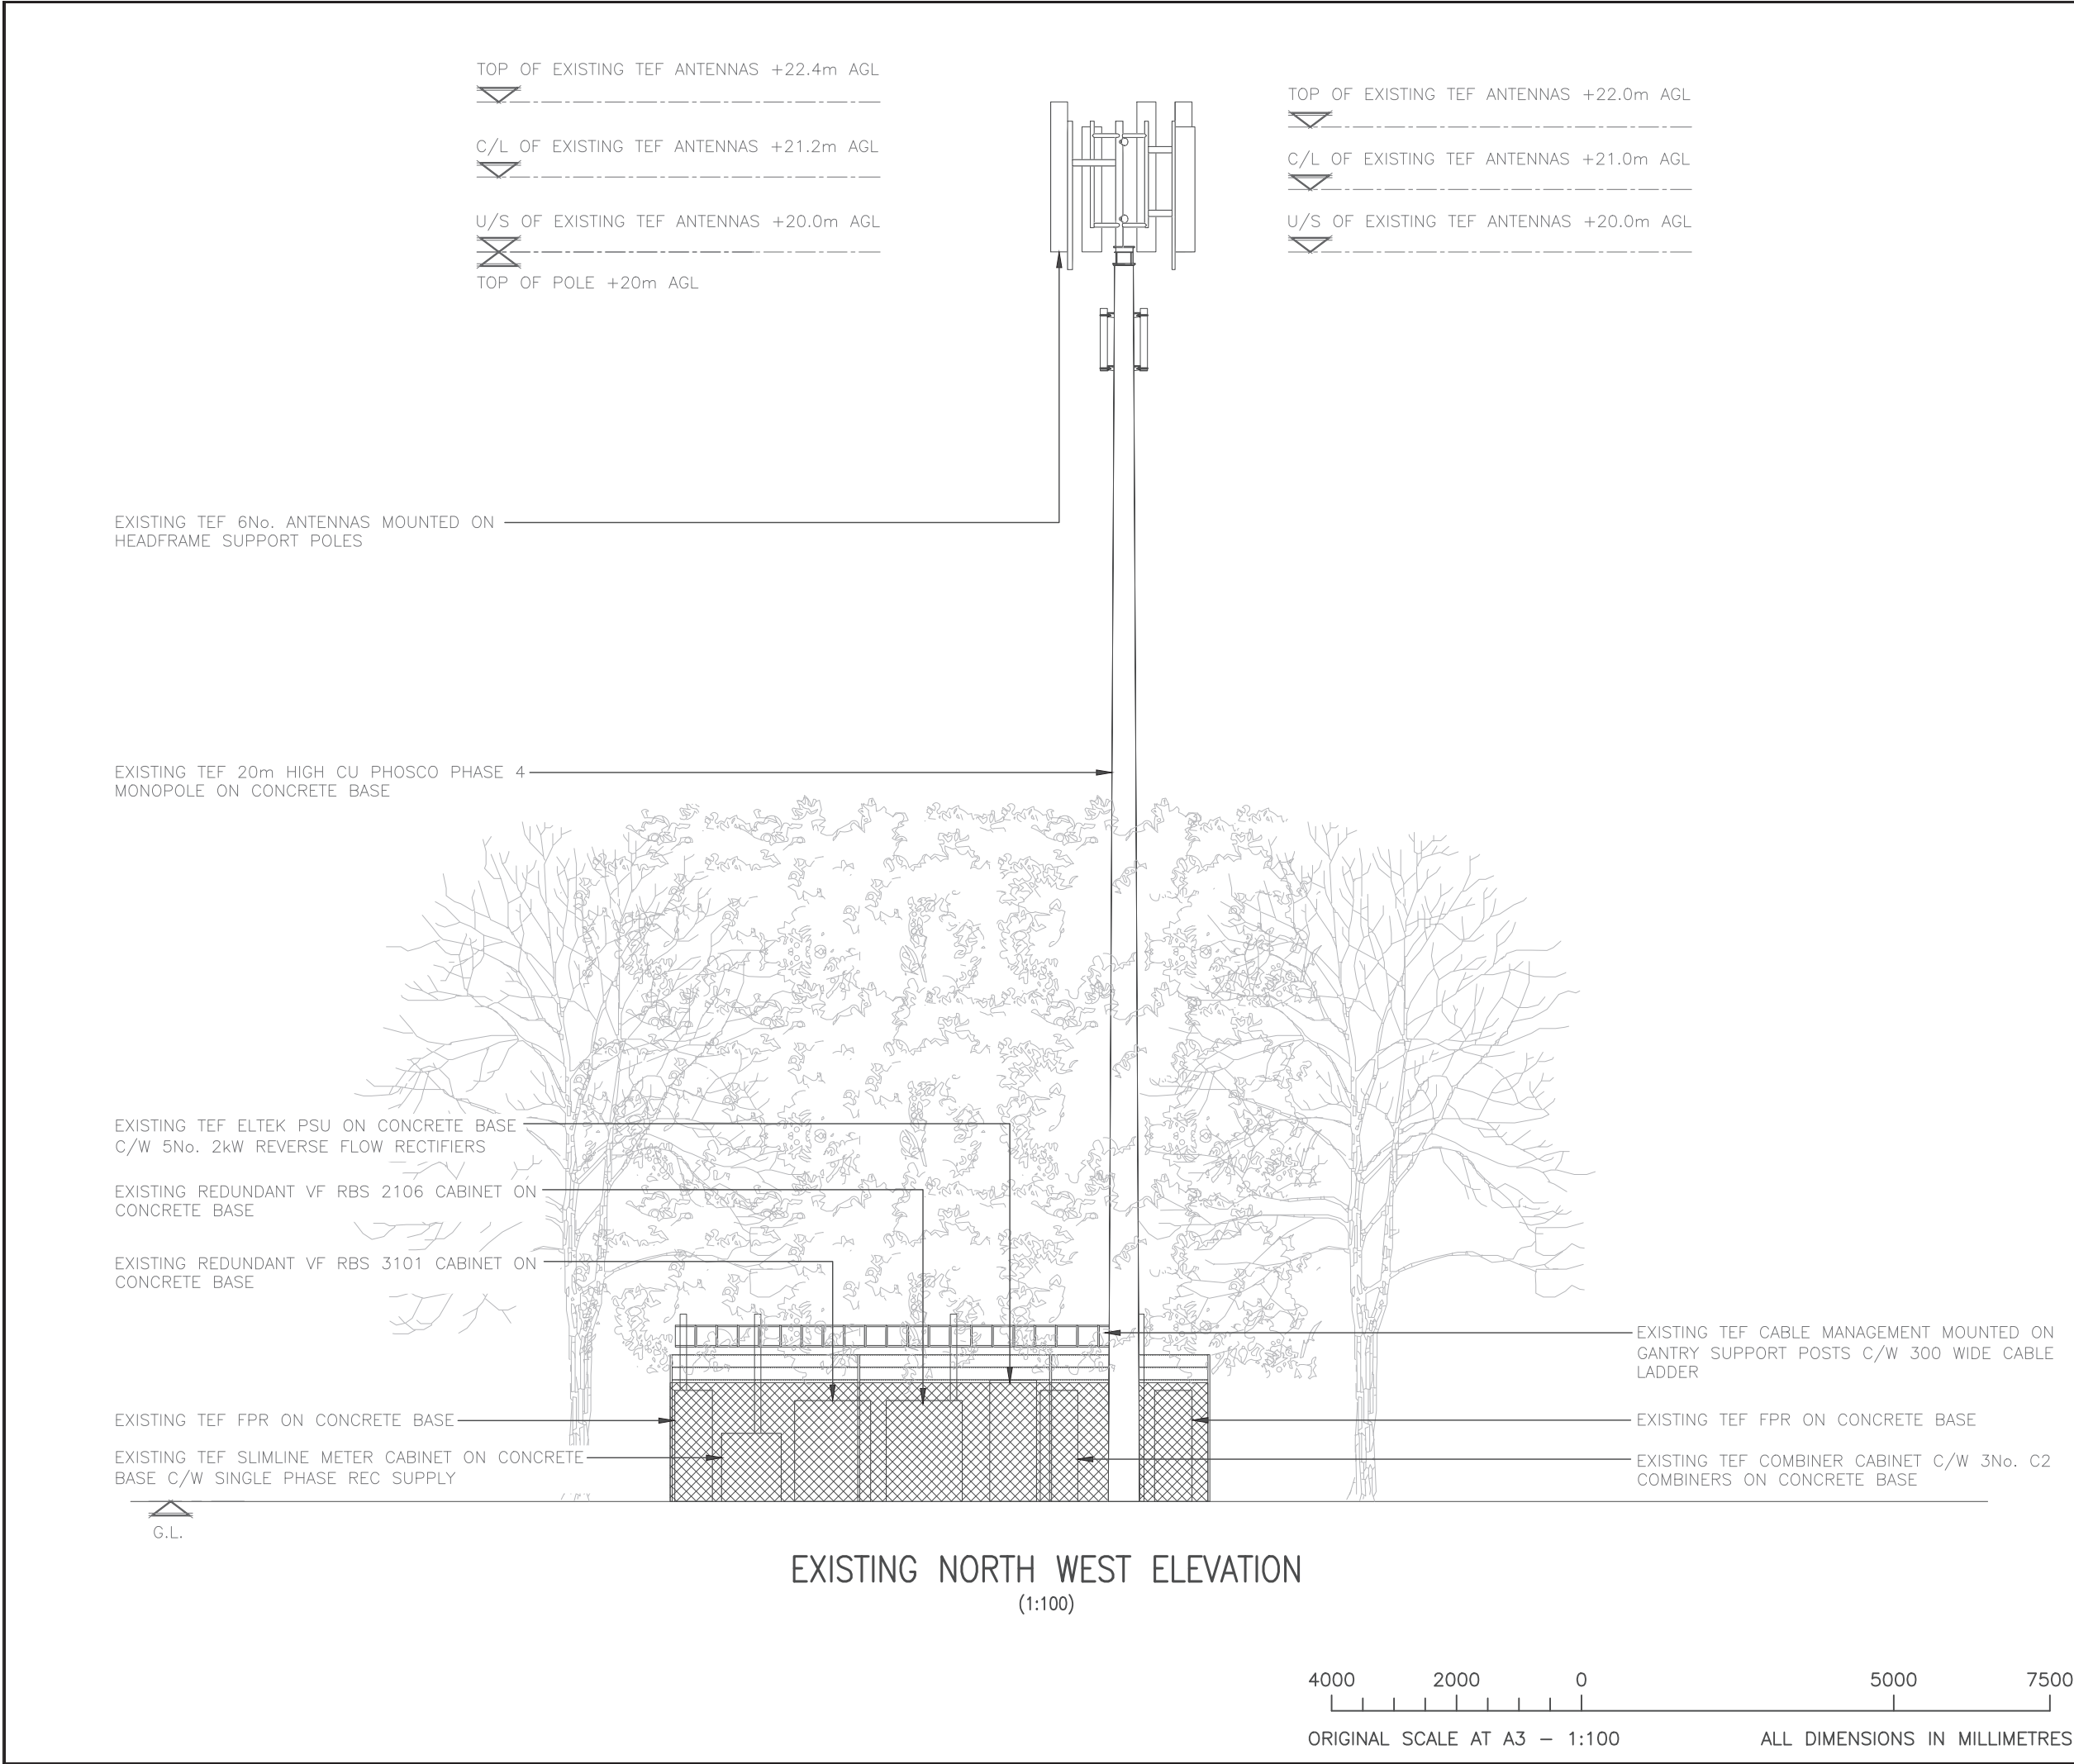 TOP OF EXISTING TEF ANTENNAS +22.4m AGL
C/L OF EXISTING TEF ANTENNAS +21.2m AGL
U/S OF EXISTING TEF ANTENNAS +20.0m AGL
TOP OF POLE +20m AGL
TOP OF EXISTING TEF ANTENNAS +22.0m AGL
C/L OF EXISTING TEF ANTENNAS +21.0m AGL
U/S OF EXISTING TEF ANTENNAS +20.0m AGL
EXISTING TEF 6No. ANTENNAS MOUNTED ON
HEADFRAME SUPPORT POLES
EXISTING TEF 20m HIGH CU PHOSCO PHASE 4
MONOPOLE ON CONCRETE BASE
EXISTING TEF ELTEK PSU ON CONCRETE BASE
C/W 5No. 2kW REVERSE FLOW RECTIFIERS
EXISTING REDUNDANT VF RBS 2106 CABINET ON
CONCRETE BASE
EXISTING REDUNDANT VF RBS 3101 CABINET ON
CONCRETE BASE
EXISTING TEF FPR ON CONCRETE BASE
EXISTING TEF SLIMLINE METER CABINET ON CONCRETE
BASE C/W SINGLE PHASE REC SUPPLY
EXISTING TEF CABLE MANAGEMENT MOUNTED ON
GANTRY SUPPORT POSTS C/W 300 WIDE CABLE
LADDER
EXISTING TEF FPR ON CONCRETE BASE
EXISTING TEF COMBINER CABINET C/W 3No. C2
COMBINERS ON CONCRETE BASE
G.L.
EXISTING NORTH WEST ELEVATION
(1:100)
4000 2000 0 5000 7500
ORIGINAL SCALE AT A3 – 1:100 ALL DIMENSIONS IN MILLIMETRES